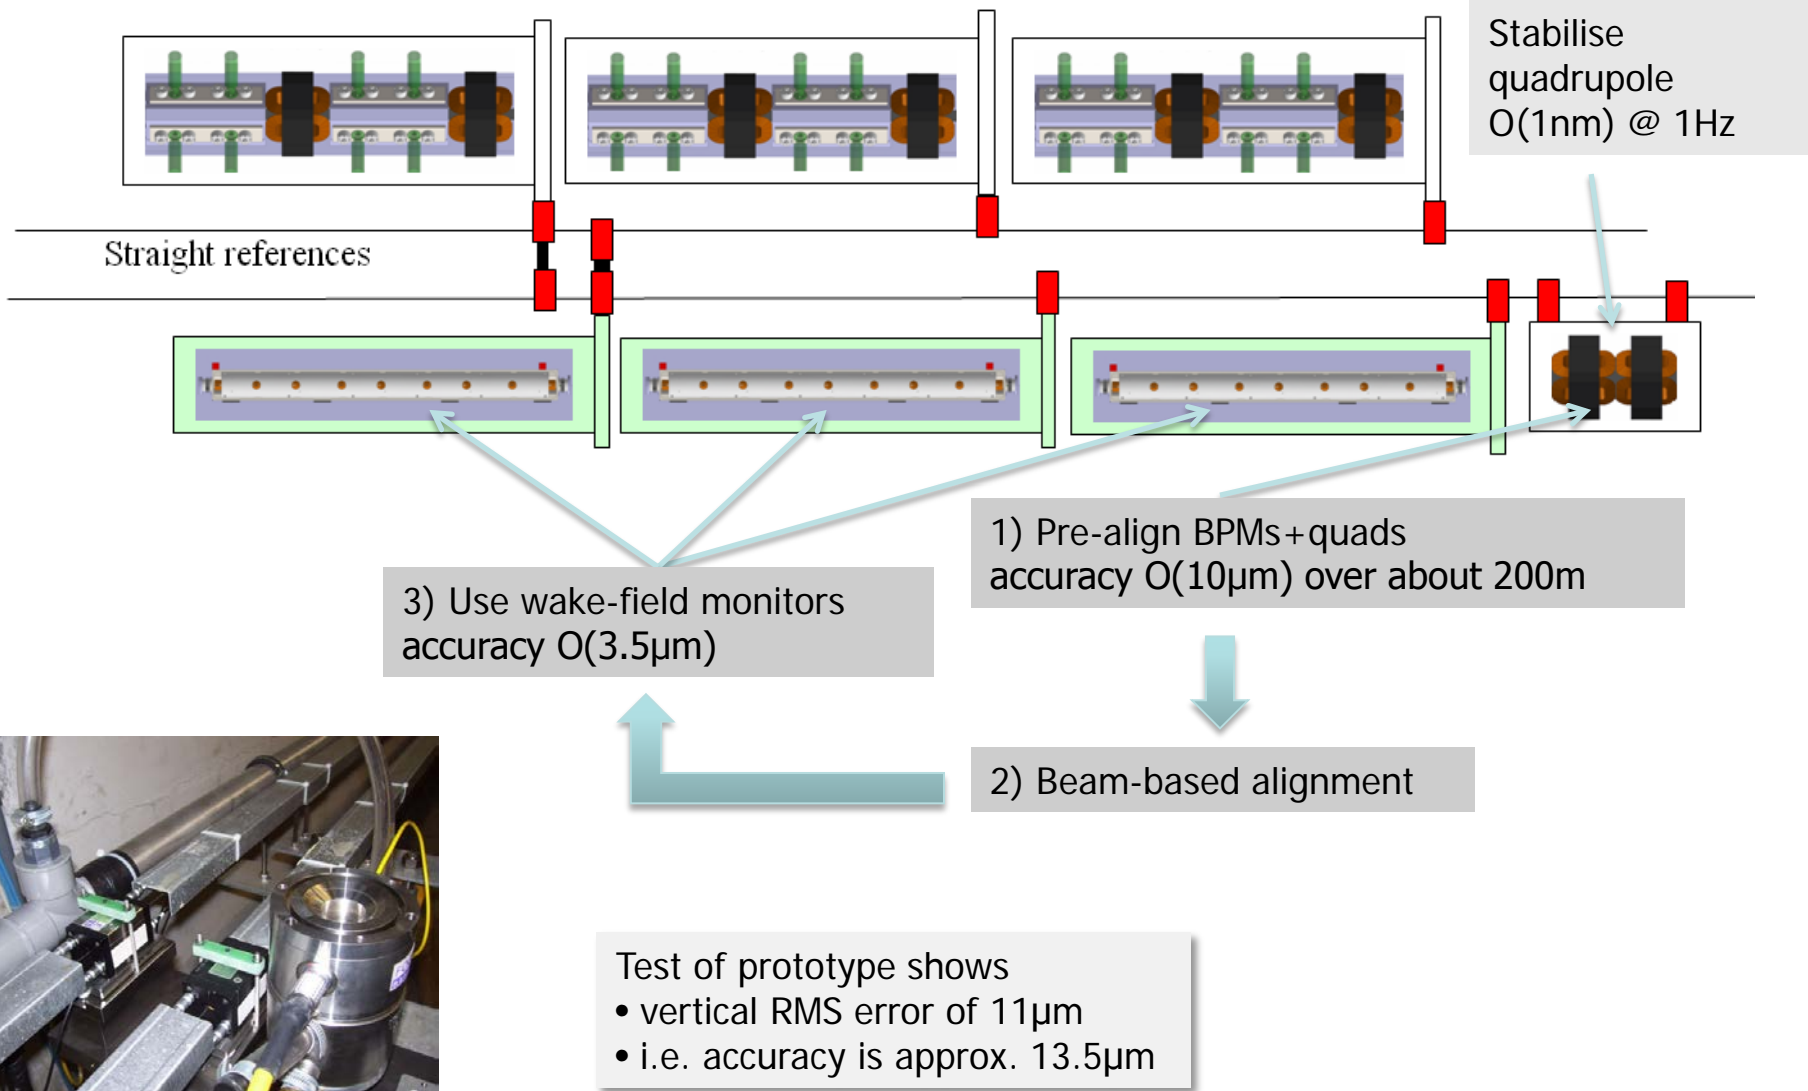 Stabilise
quadrupole
O(1nm) @ 1Hz
Straight references
1) Pre-align BPMs+quads
accuracy O(10μm) over about 200m
3) Use wake-field monitors
accuracy O(3.5μm)
2) Beam-based alignment
Test of prototype shows
• vertical RMS error of 11μm
• i.e. accuracy is approx. 13.5μm